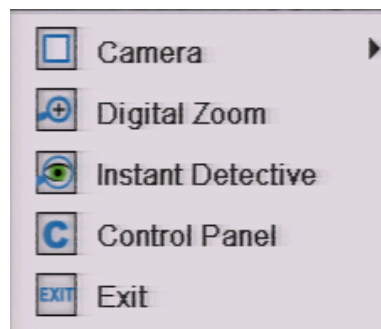 Camera
Digital Zoom
Instant Detective
C Control Panel
EXIT Exit